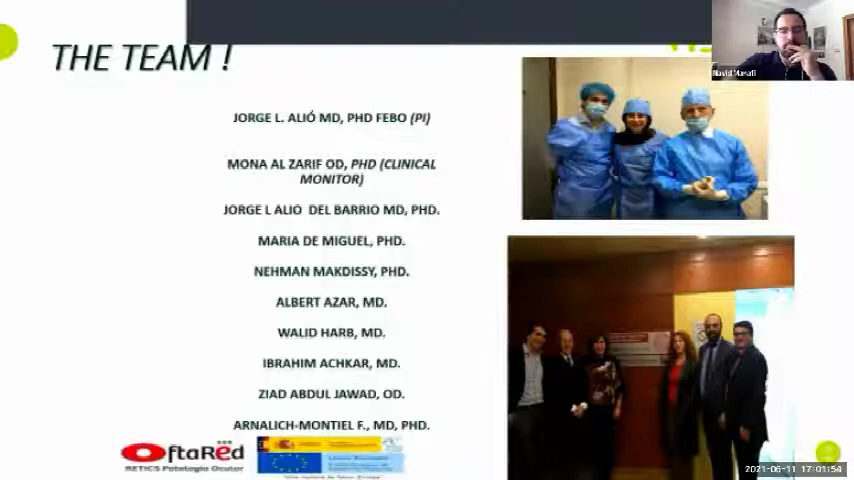 THE TEAM !
Navid Manafi
JORGE L. ALIÓ MD, PHD FEBO (PI)
MONA AL ZARIF OD, PHD (CLINICAL
MONITOR)
JORGE L ALIO DEL BARRIO MD, PHD.
MARIA DE MIGUEL, PHD.
NEHMAN MAKDISSY, PHD.
ALBERT AZAR, MD.
WALID HARB, MD.
IBRAHIM ACHKAR, MD.
ZIAD ABDUL JAWAD, OD.
ARNALICH-MONTIEL F., MD, PHD.
OftaRed
RETICS Patología Ocular
2021-06-11 17:01:54